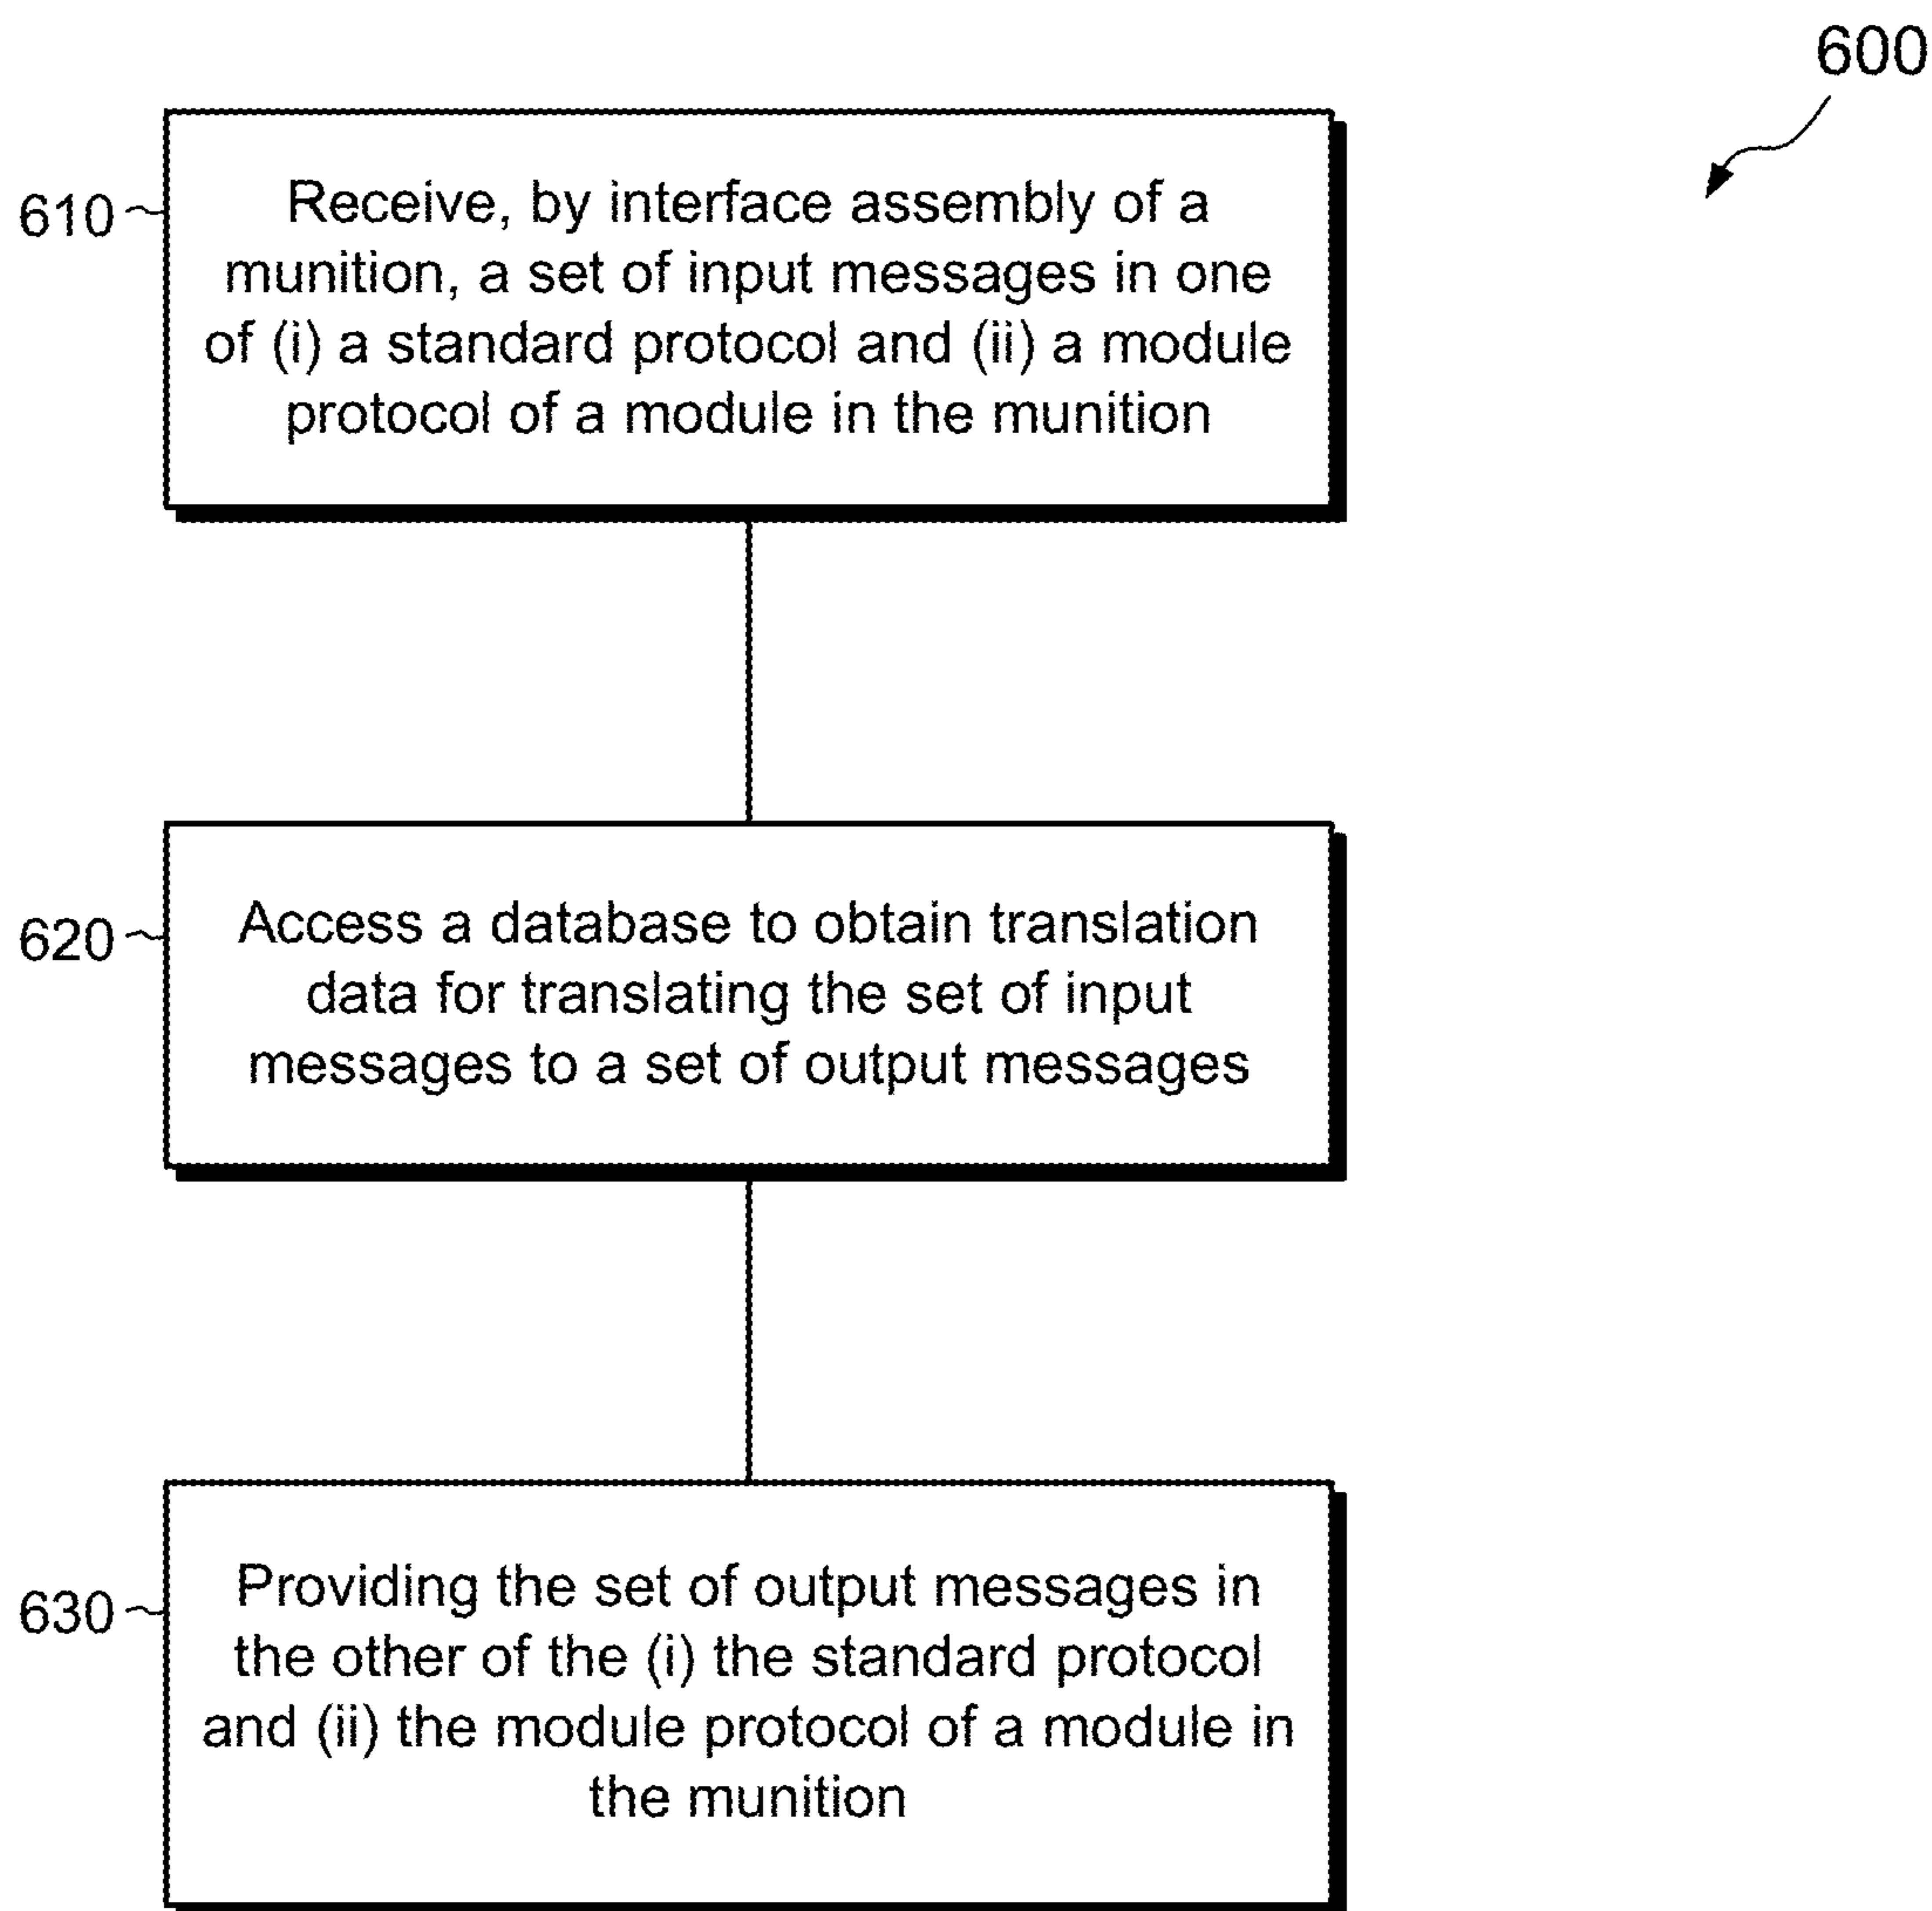 600
610
Receive, by interface assembly of a
munition, a set of input messages in one
of (i) a standard protocol and (ii) a module
protocol of a module in the munition
620
Access a database to obtain translation
data for translating the set of input
messages to a set of output messages
630
Providing the set of output messages in
the other of the (i) the standard protocol
and (ii) the module protocol of a module in
the munition